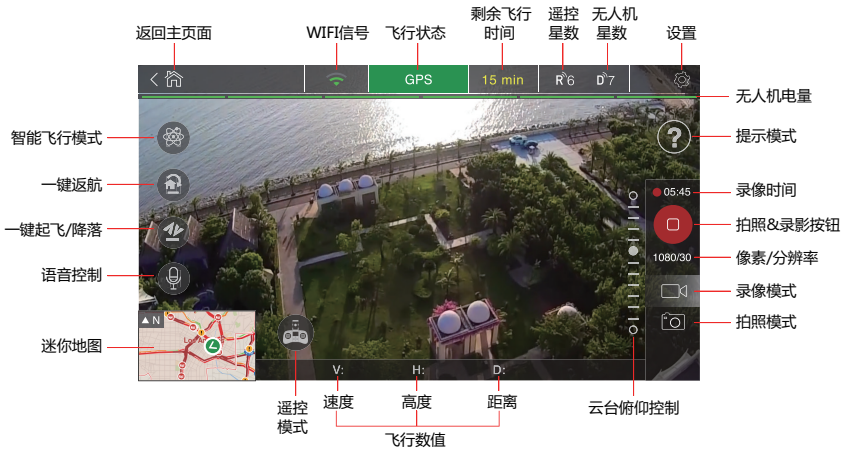 剩余飞行
时间
遥控
星数
无人机
星数
返回主页面
WIFI信号
飞行状态
设置
GPS
15 min
R 6
D 7
无人机电量
智能飞行模式
提示模式
?
一键返航
05:45
录像时间
一键起飞/降落
拍照&录影按钮
语音控制
1080/30
像素/分辨率
录像模式
N
拍照模式
迷你地图
V:
H:
D:
遥控
模式
速度
高度
距离
云台俯仰控制
飞行数值